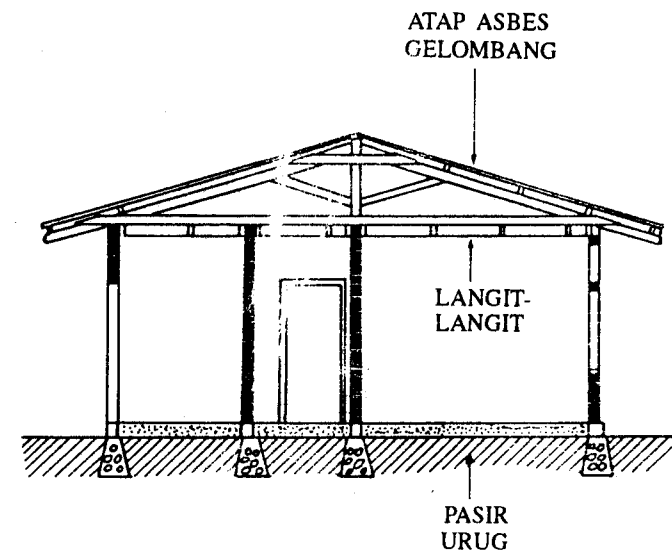 ATAP ASBES
GELOMBANG
LANGIT-
LANGIT
PASIR
URUG